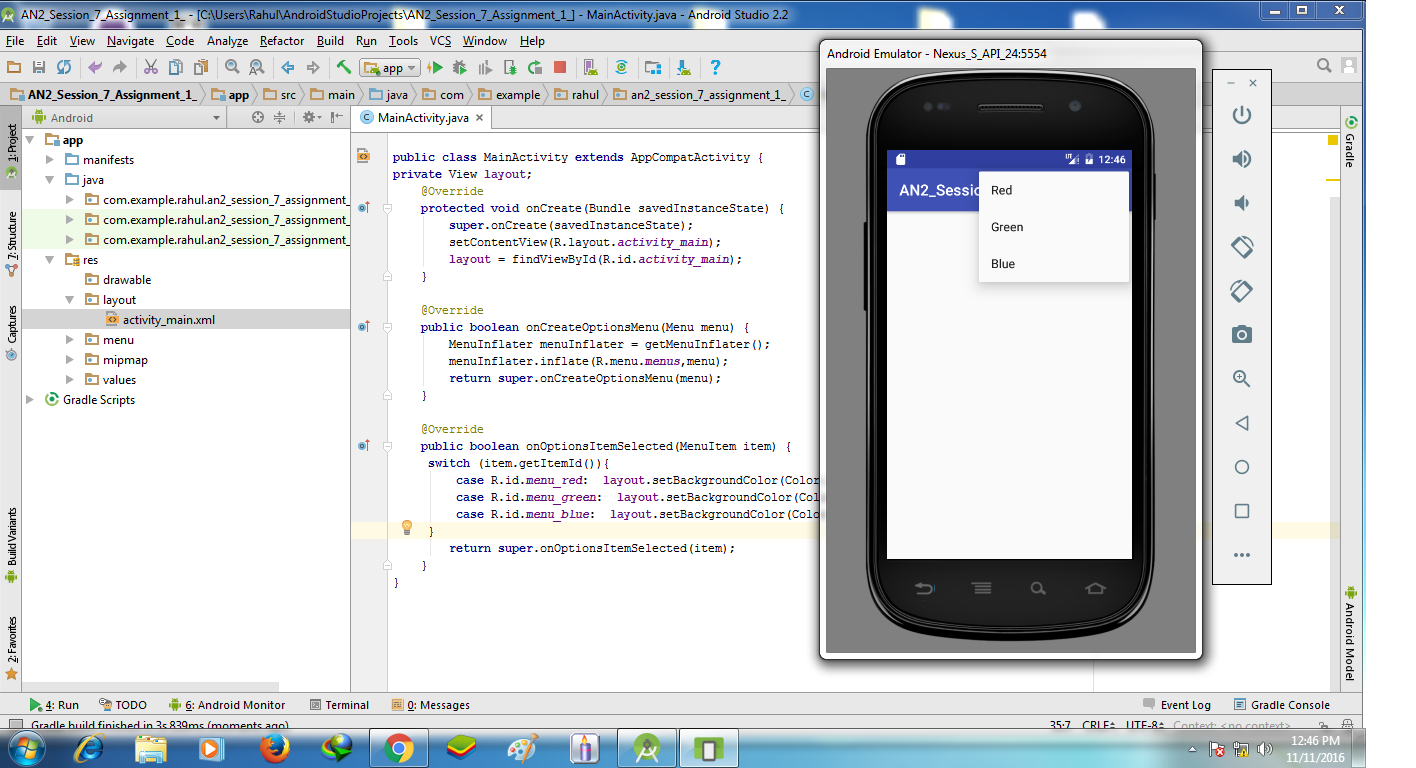 AN2_Session_7_Assignment_1_ - [C:\Users\Rahul\AndroidStudioProjects\AN2_Session_7_Assignment_1_] - MainActivity.java - Android Studio 2.2
File Edit View Navigate Code Analyze Refactor Build Run Tools VCS Window Help
app
AN2_Session_7_Assignment_1_ app src main java com example rahul an2_session_7_assignment_1_ C
Android
C MainActivity.java
1: Project
7: Structure
Captures
Build Variants
2: Favorites
app
manifests
java
com.example.rahul.an2_session_7_assignment_
com.example.rahul.an2_session_7_assignment_
com.example.rahul.an2_session_7_assignment_
res
drawable
layout
activity_main.xml
menu
mipmap
values
Gradle Scripts
public class MainActivity extends AppCompatActivity {
private View layout;
@Override
protected void onCreate(Bundle savedInstanceState) {
super.onCreate(savedInstanceState);
setContentView(R.layout.activity_main);
layout = findViewById(R.id.activity_main);
}
@Override
public boolean onCreateOptionsMenu(Menu menu) {
MenuInflater menuInflater = getMenuInflater();
menuInflater.inflate(R.menu.menus,menu);
return super.onCreateOptionsMenu(menu);
}
@Override
public boolean onOptionsItemSelected(MenuItem item) {
switch (item.getItemId()){
case R.id.menu_red: layout.setBackgroundColor(Color
case R.id.menu_green: layout.setBackgroundColor(Col
case R.id.menu_blue: layout.setBackgroundColor(Colo
}
return super.onOptionsItemSelected(item);
}
}
Android Emulator - Nexus_S_API_24:5554
12:46
AN2_Sessio
Red
Green
Blue
Gradle
Android Model
4: Run TODO 6: Android Monitor Terminal 0: Messages Event Log Gradle Console
Gradle build finished in 3s 839ms (moments ago) 35:7 CRLF UTF-8 Context: <no context>
12:46 PM
11/11/2016